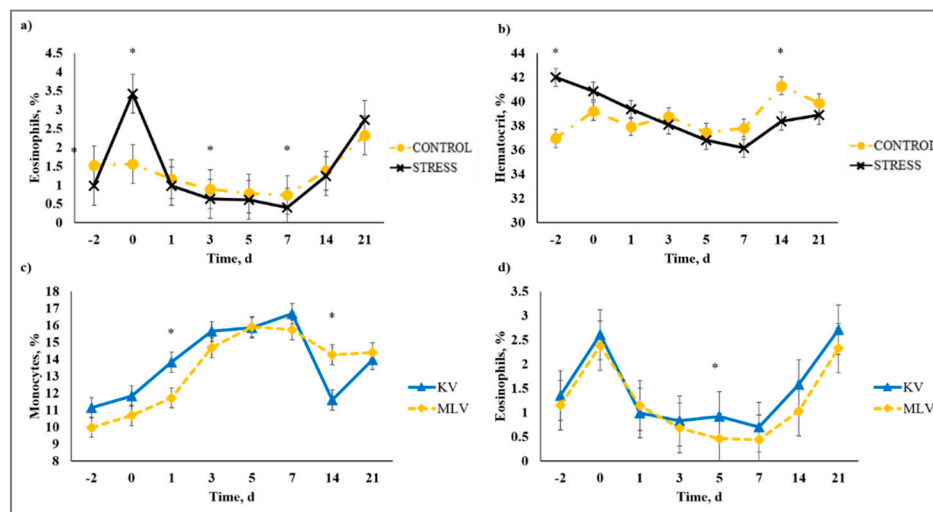 a)
*
*
*
*
Eosinophils, %
4.5
4
3.5
3
2.5
2
1.5
1
0.5
0
-2 0 1 3 5 7 14 21
Time, d
CONTROL
STRESS
b)
*
*
Hematocrit, %
44
42
40
38
36
34
32
30
-2 0 1 3 5 7 14 21
Time, d
CONTROL
STRESS
c)
*
*
Monocytes, %
18
17
16
15
14
13
12
11
10
9
8
-2 0 1 3 5 7 14 21
Time, d
KV
MLV
d)
*
Eosinophils, %
3.5
3
2.5
2
1.5
1
0.5
0
-2 0 1 3 5 7 14 21
Time, d
KV
MLV